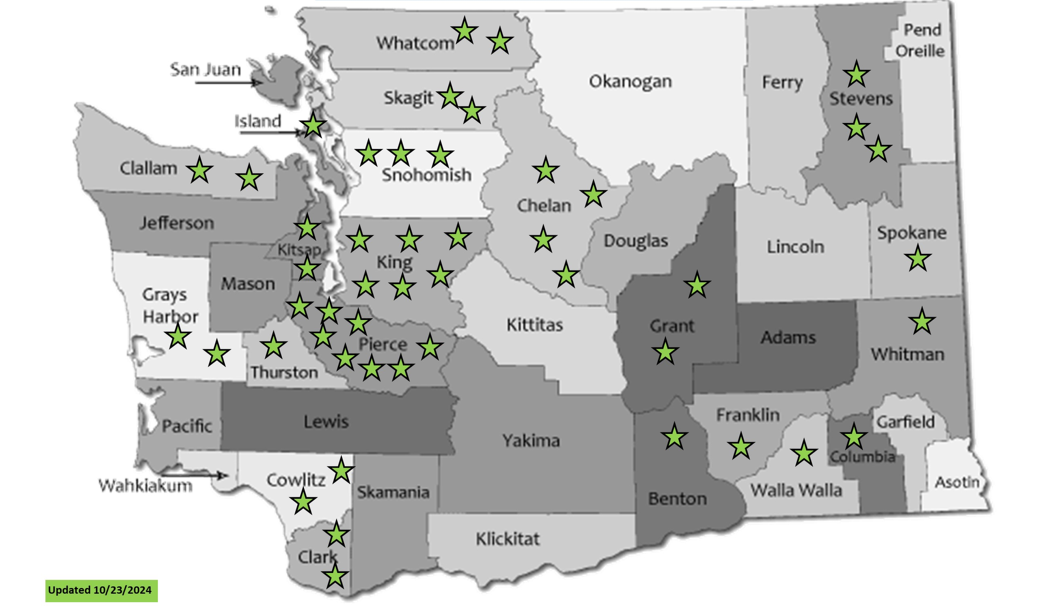 Whatcom
Okanogan
Ferry
Pend
Oreille
San Juan
Skagit
Stevens
Island
Clallam
Snohomish
Chelan
Jefferson
Kitsap
King
Douglas
Lincoln
Spokane
Mason
Grays
Harbor
Kittitas
Grant
Adams
Pierce
Whitman
Thurston
Pacific
Lewis
Yakima
Franklin
Garfield
Columbia
Wahkiakum
Cowlitz
Skamania
Benton
Walla Walla
Asotin
Clark
Klickitat
Updated 10/23/2024